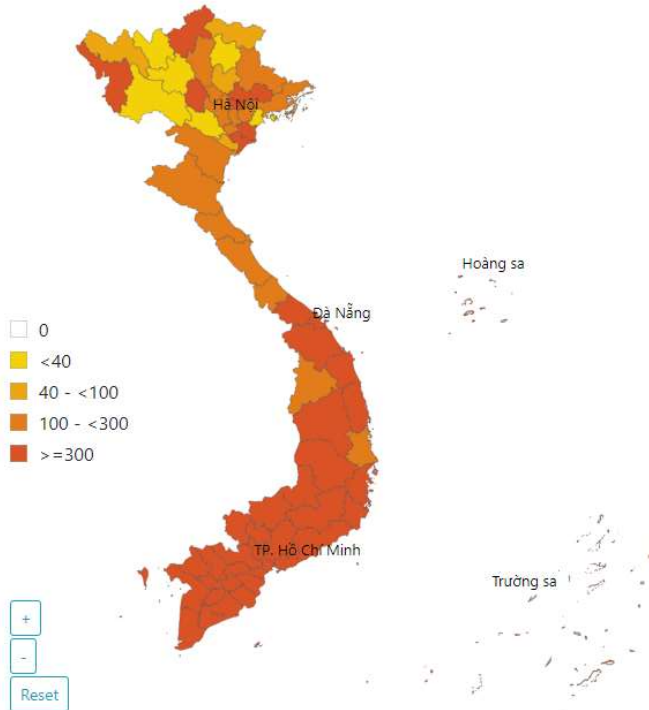 Hà Nội
Hoàng sa
Đà Nẵng
0
<40
40 - <100
100 - <300
>=300
TP. Hồ Chí Minh
Trường sa
+
-
Reset